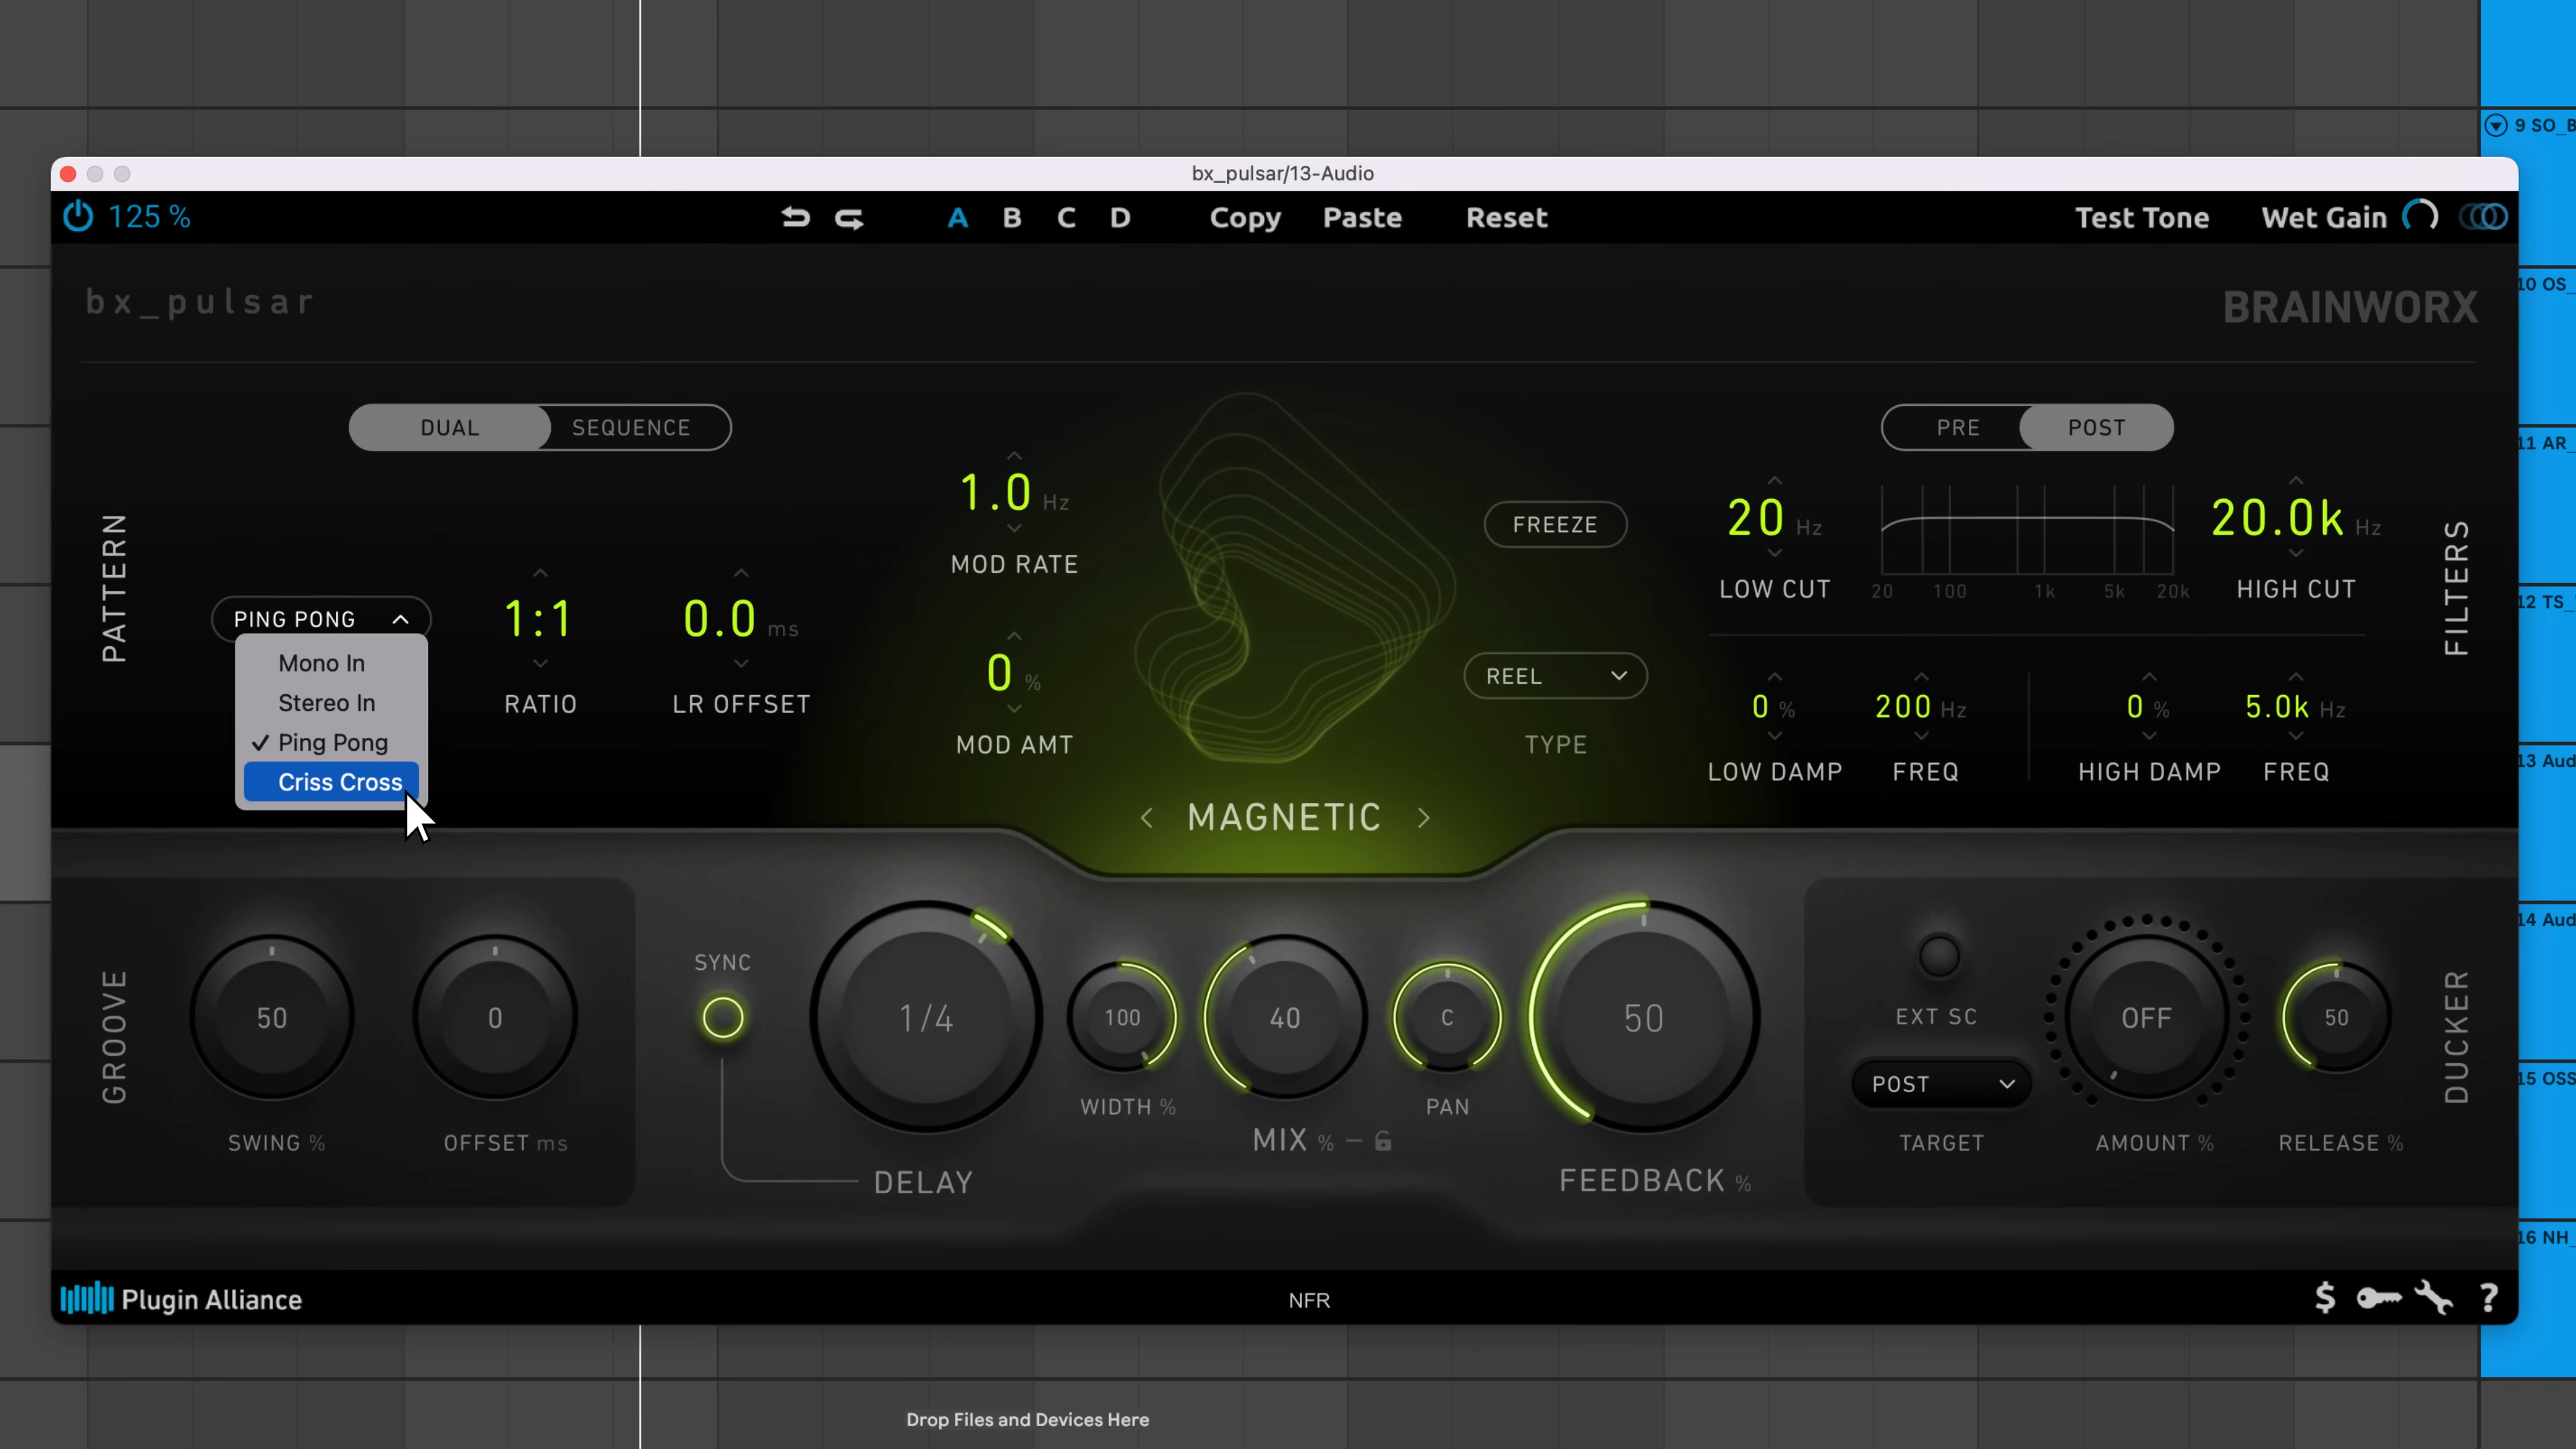 9 SO_B
bx_pulsar/13-Audio
125 %
A B C D Copy Paste Reset
Test Tone Wet Gain
bx_pulsar
BRAINWORX
10 OS_
DUAL SEQUENCE
PRE POST
11 AR_
PATTERN
1.0 Hz
MOD RATE
FREEZE
20 Hz
LOW CUT
20 100 1k 5k 20k
20.0k Hz
HIGH CUT
FILTERS
12 TS_
PING PONG
Mono In
Stereo In
✓ Ping Pong
Criss Cross
1:1
RATIO
0.0 ms
LR OFFSET
0 %
MOD AMT
REEL
TYPE
0 %
LOW DAMP
200 Hz
FREQ
0 %
HIGH DAMP
5.0k Hz
FREQ
13 Aud
< MAGNETIC >
14 Aud
GROOVE
50
SWING %
0
OFFSET ms
SYNC
1/4
DELAY
100
WIDTH %
40
MIX %
C
PAN
50
FEEDBACK %
EXT SC
POST
TARGET
OFF
AMOUNT %
50
RELEASE %
DUCKER
15 OSS
16 NH_
Plugin Alliance
NFR
$ ?
Drop Files and Devices Here